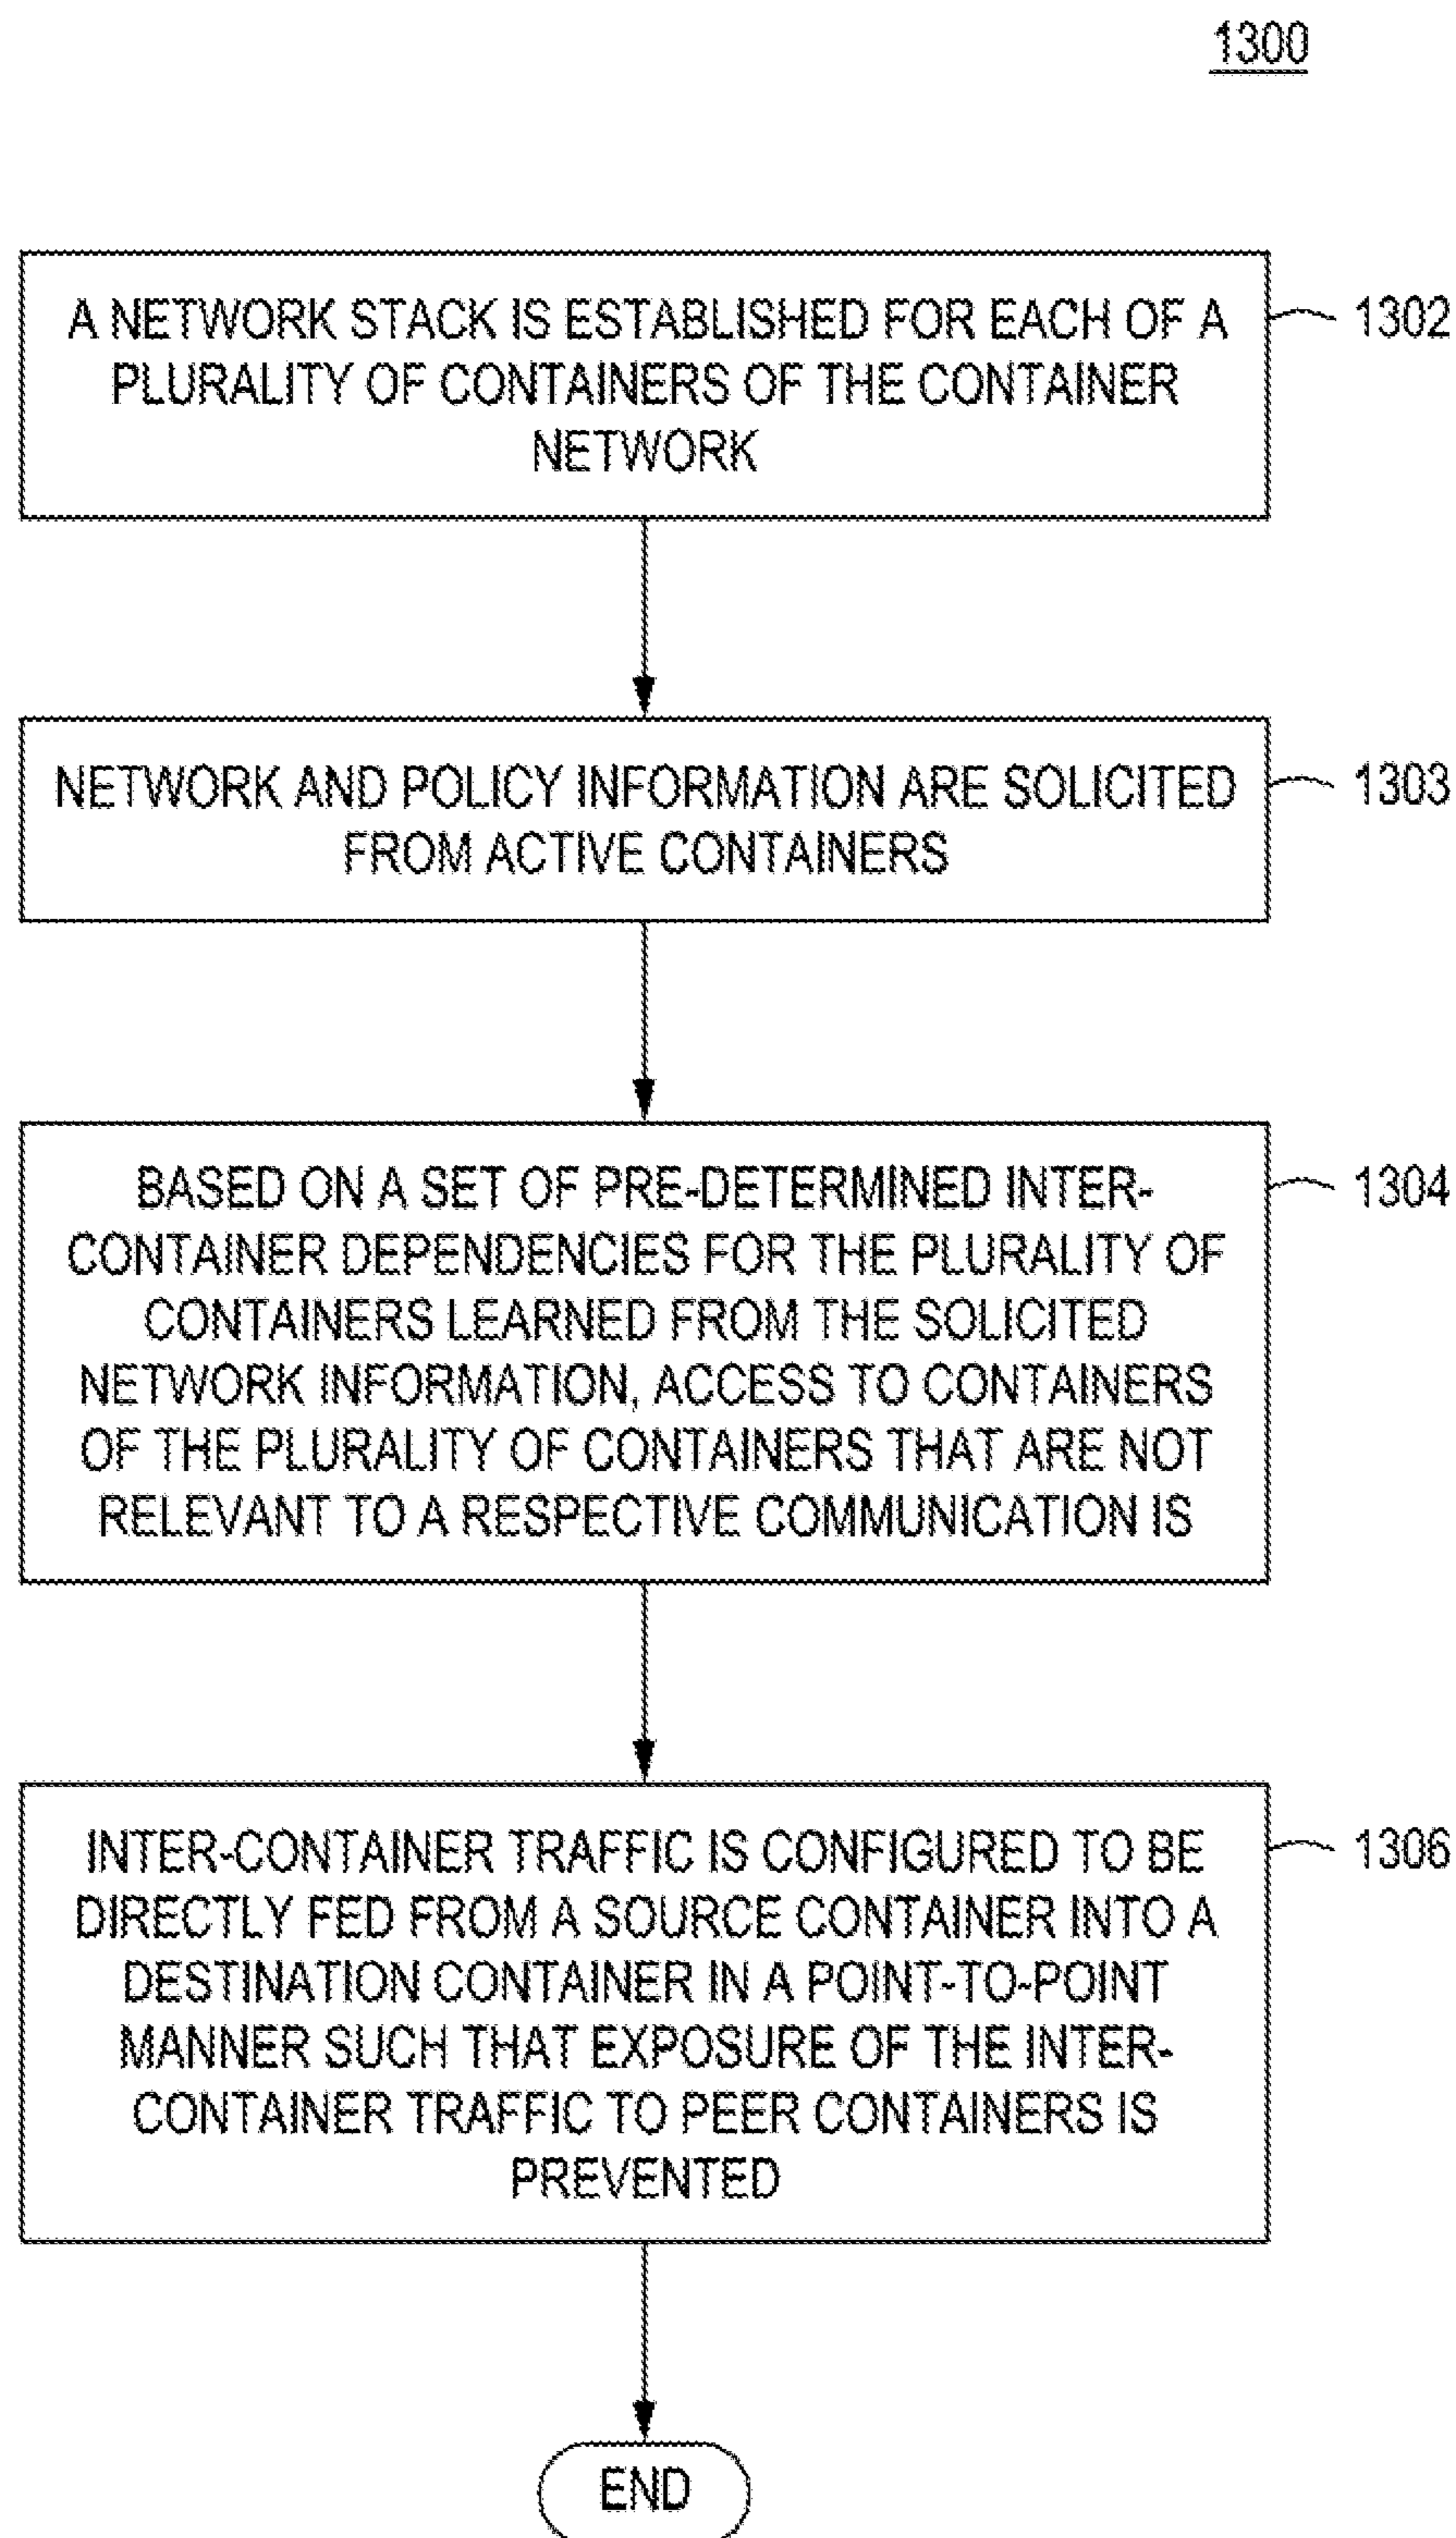 1300
A NETWORK STACK IS ESTABLISHED FOR EACH OF A
PLURALITY OF CONTAINERS OF THE CONTAINER
NETWORK
1302
NETWORK AND POLICY INFORMATION ARE SOLICITED
FROM ACTIVE CONTAINERS
1303
BASED ON A SET OF PRE-DETERMINED INTER-
CONTAINER DEPENDENCIES FOR THE PLURALITY OF
CONTAINERS LEARNED FROM THE SOLICITED
NETWORK INFORMATION, ACCESS TO CONTAINERS
OF THE PLURALITY OF CONTAINERS THAT ARE NOT
RELEVANT TO A RESPECTIVE COMMUNICATION IS
1304
INTER-CONTAINER TRAFFIC IS CONFIGURED TO BE
DIRECTLY FED FROM A SOURCE CONTAINER INTO A
DESTINATION CONTAINER IN A POINT-TO-POINT
MANNER SUCH THAT EXPOSURE OF THE INTER-
CONTAINER TRAFFIC TO PEER CONTAINERS IS
PREVENTED
1306
END